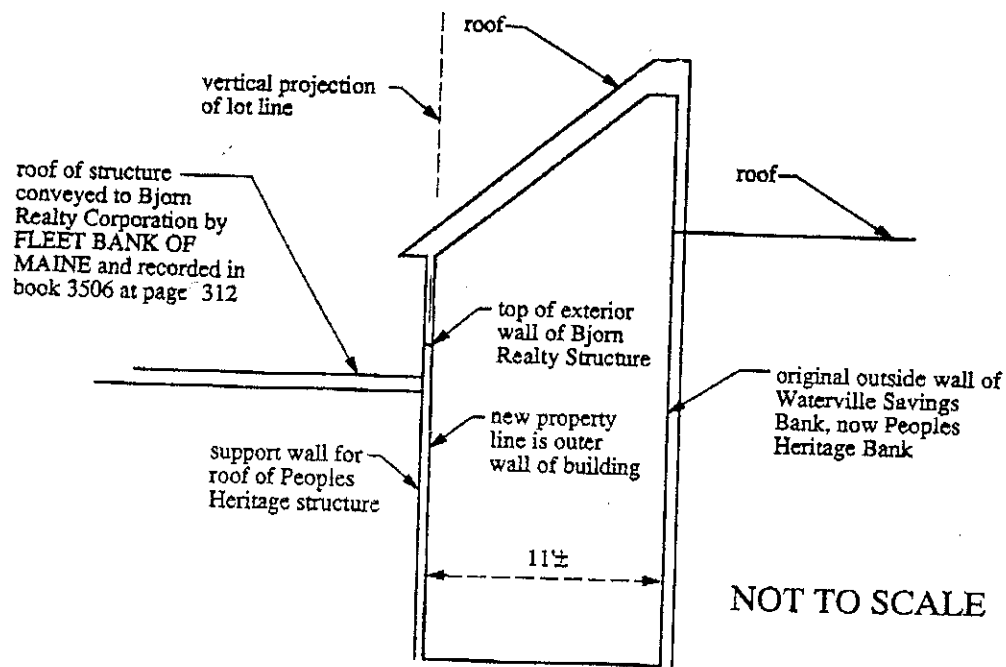 roof
vertical projection
of lot line
roof of structure
conveyed to Bjorn
Realty Corporation by
FLEET BANK OF
MAINE and recorded in
book 3506 at page 312
roof
top of exterior
wall of Bjorn
Realty Structure
original outside wall of
Waterville Savings
Bank, now Peoples
Heritage Bank
new property
line is outer
wall of building
support wall for
roof of Peoples
Heritage structure
11'±
NOT TO SCALE